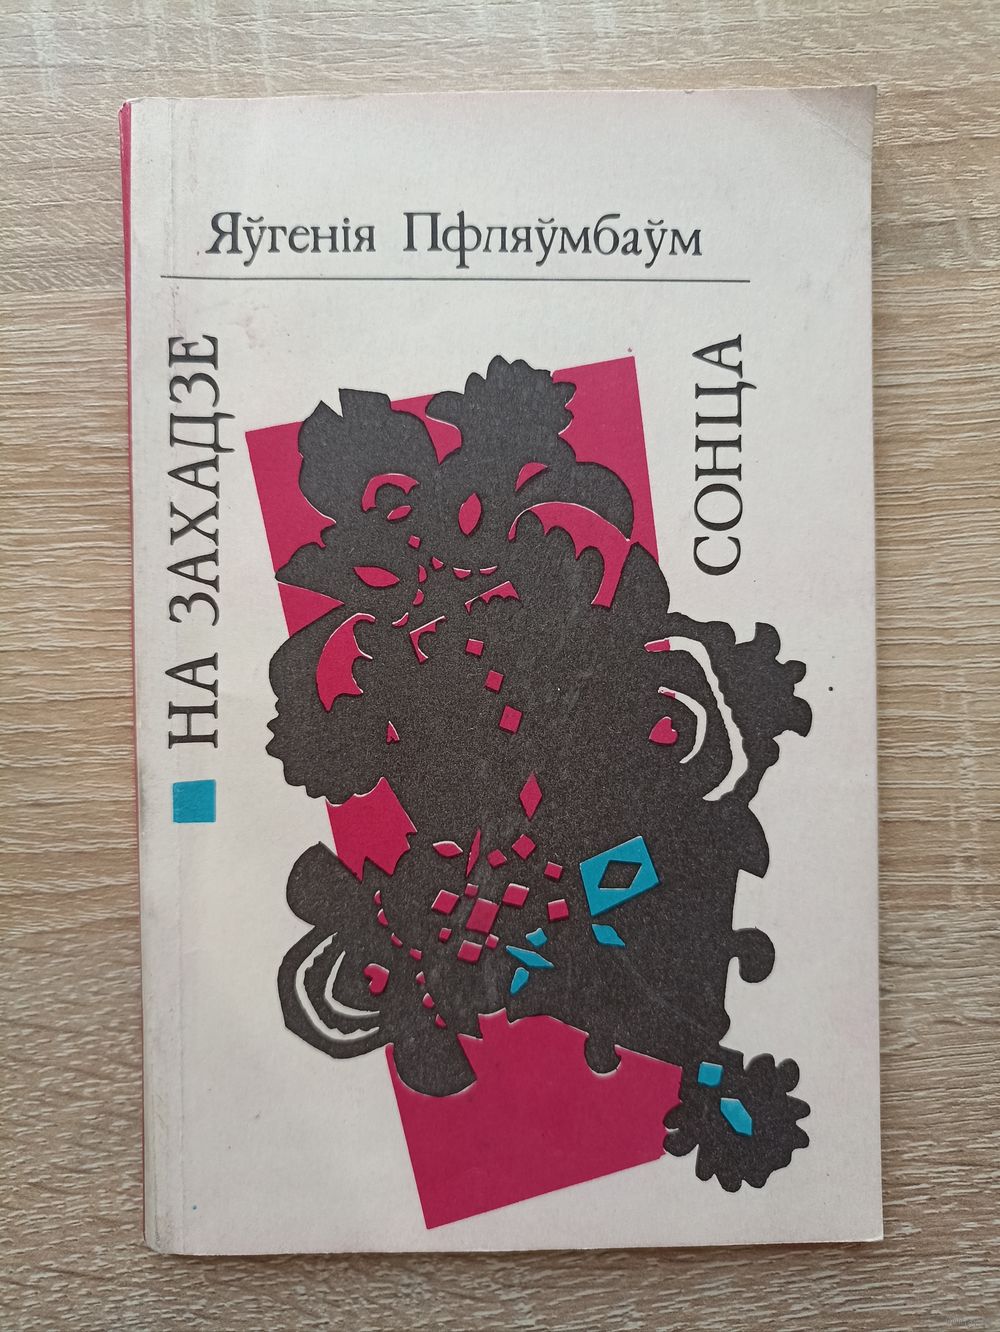 Яўгенія Пфляўмбаўм
НА ЗАХАДЗЕ
СОНЦА